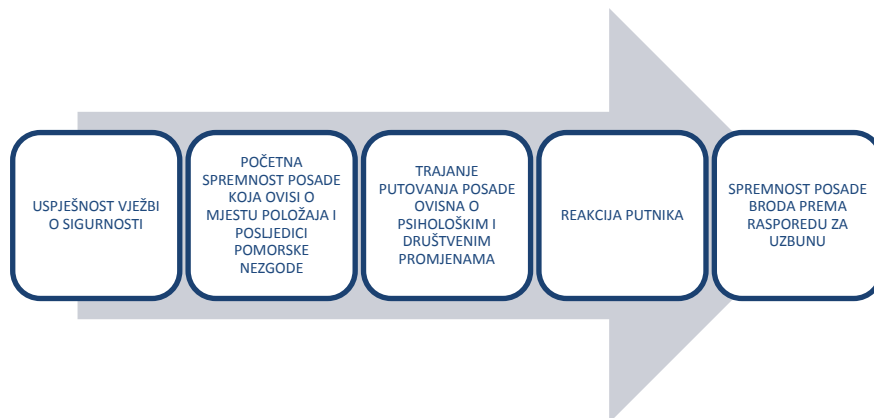 USPJEŠNOST VJEŽBI
O SIGURNOSTI
POČETNA
SPREMNOST POSADE
KOJA OVISI O
MJESTU POLOŽAJA I
POSLJEDICI
POMORSKE
NEZGODE
TRAJANJE
PUTOVANJA POSADE
OVISNA O
PSIHOLOŠKIM I
DRUŠTVENIM
PROMJENAMA
REAKCIJA PUTNIKA
SPREMNOST POSADE
BRODA PREMA
RASPOREDU ZA
UZBUNU